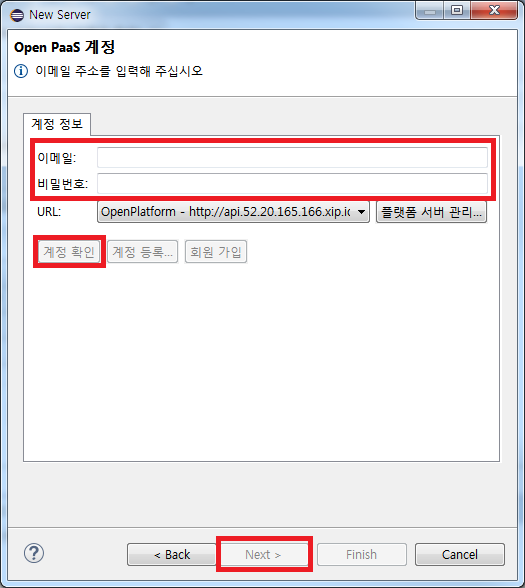 New Server
Open PaaS 계정
이메일 주소를 입력해 주십시오
계정 정보
이메일:
비밀번호:
URL: OpenPlatform - http://api.52.20.165.166.xip.io 플랫폼 서버 관리...
계정 확인 계정 등록... 회원 가입
< Back Next > Finish Cancel